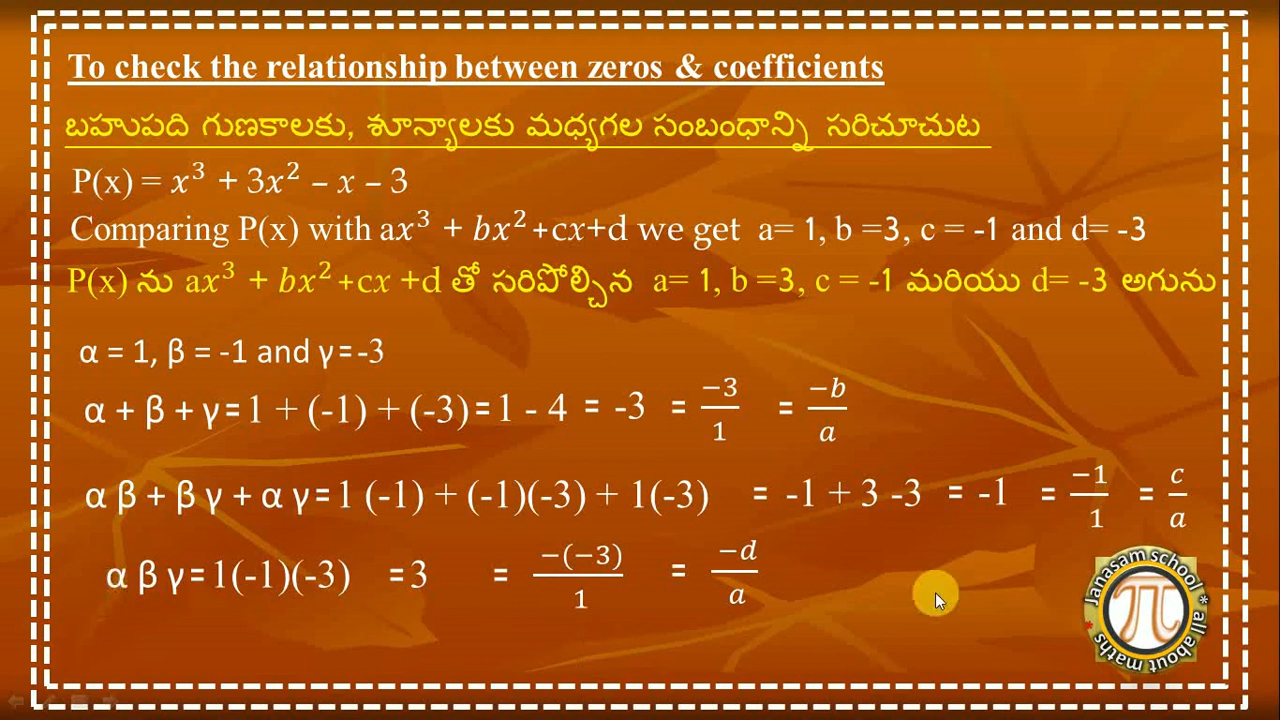 To check the relationship between zeros & coefficients
బహుపది గుణకాలకు, శూన్యాలకు మధ్యగల సంబంధాన్ని సరిచూచుట
P(x) = x³ + 3x² – x – 3
Comparing P(x) with ax³ + bx² +cx+d we get a= 1, b =3, c = -1 and d= -3
P(x) ను ax³ + bx² +cx +d తో సరిపోల్చిన a= 1, b =3, c = -1 మరియు d= -3 అగును
α = 1, β = -1 and γ = -3
α + β + γ = 1 + (-1) + (-3) = 1 - 4 = -3 = −3/1 = −b/a
α β + β γ + α γ = 1 (-1) + (-1)(-3) + 1(-3) = -1 + 3 -3 = -1 = −1/1 = c/a
α β γ = 1(-1)(-3) = 3 = −(−3)/1 = −d/a
Janasam school * all about maths *
π